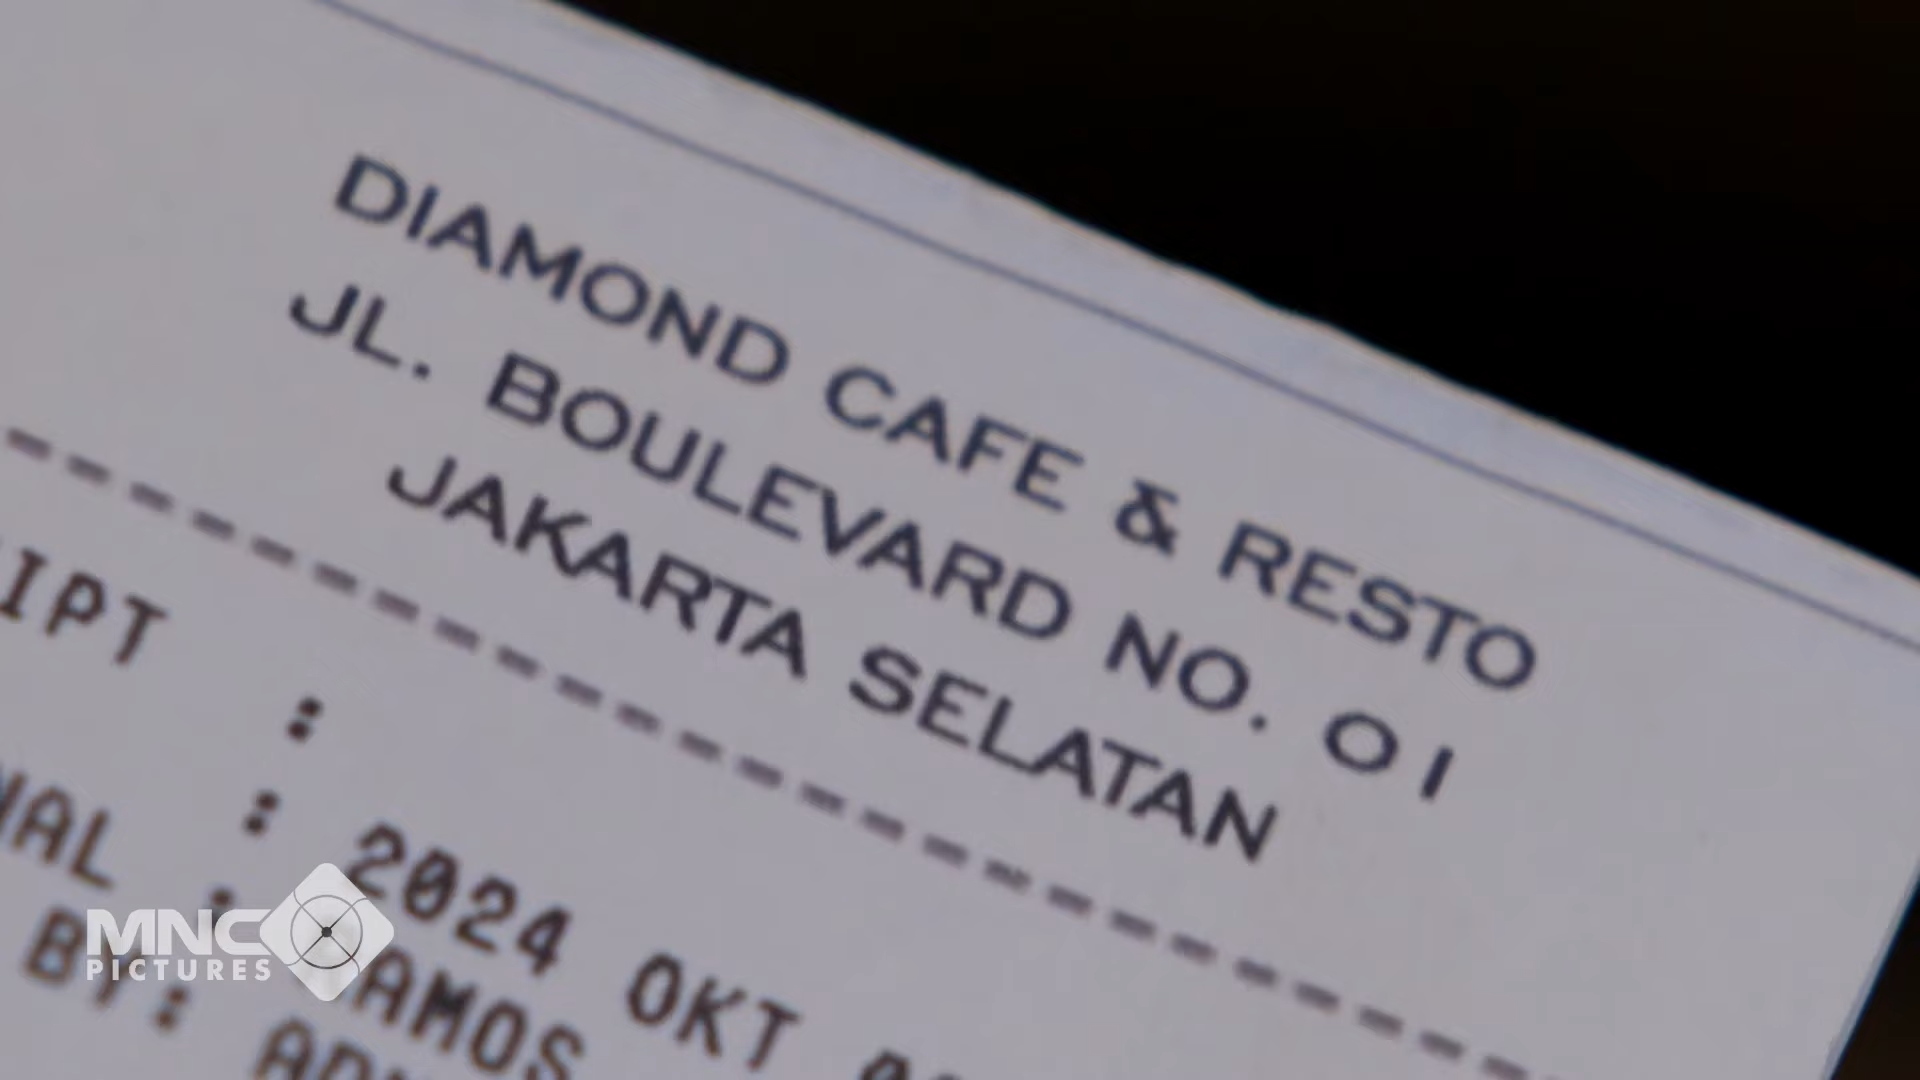 DIAMOND CAFE & RESTO
JL. BOULEVARD NO. 01
JAKARTA SELATAN
IPT :
NAL : 2024 OKT
BY: AMOS
MNC
PICTURES